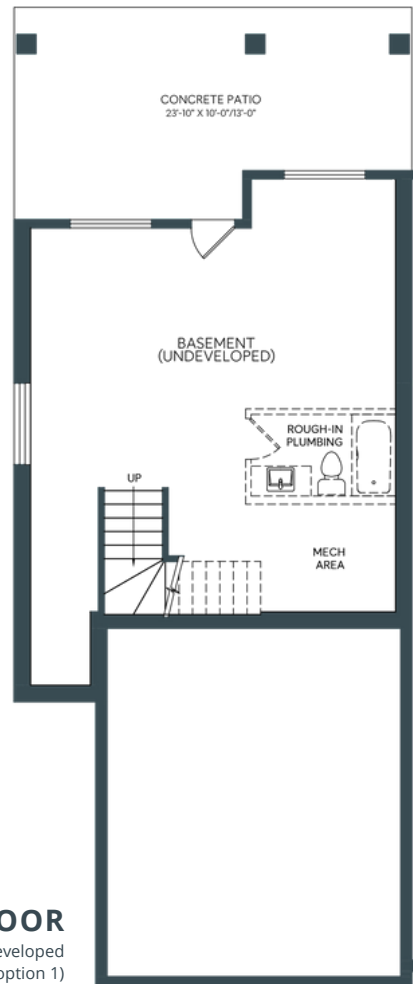 CONCRETE PATIO
23'-10" X 10'-0"/13'-0"
BASEMENT
(UNDEVELOPED)
ROUGH-IN
PLUMBING
UP
MECH
AREA
OOR
eveloped
option 1)